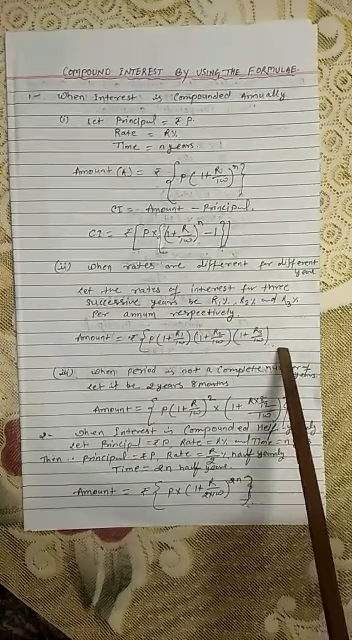 COMPOUND INTEREST BY USING THE FORMULAE.
1- When Interest is Compounded Annually
(i) Let Principal = ₹ P.
Rate = R%
Time = n years.
Amount (A) = ₹ { P(1+R/100)^n }
CI = Amount - Principal.
CI = ₹ [ P×{(1+R/100)^n - 1} ]
(ii) When rates are different for different
year
Let the rates of interest for three
successive years be R₁%, R₂% and R₃%
Per annum respectively.
Amount = ₹ { P(1+R₁/100)(1+R₂/100)(1+R₃/100)
(iii) When period is not a complete number of
years
Let it be 2 years 8 months
Amount = { P(1+R/100)^2 × (1+
2- When Interest is Compounded Half yearly
Let Principal = ₹ P, Rate = R% and Time = n
Then Principal = ₹ P, Rate = R/2 % half yearly
Time = 2n half years.
Amount = ₹ { P×(1+R/2×100)^2n }